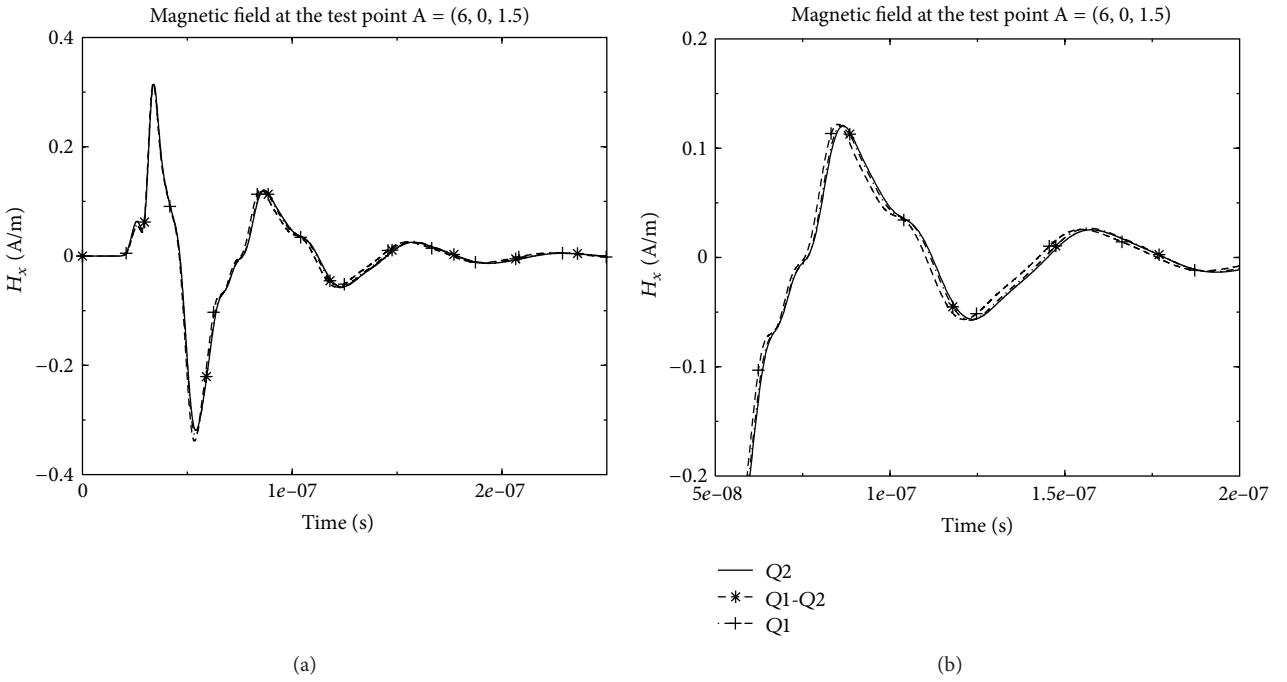 Magnetic field at the test point A = (6, 0, 1.5)
0.4
0.2
0
−0.2
−0.4
H_x (A/m)
0
1e−07
2e−07
Time (s)
(a)
Magnetic field at the test point A = (6, 0, 1.5)
0.2
0.1
0
−0.1
−0.2
H_x (A/m)
5e−08
1e−07
1.5e−07
2e−07
Time (s)
Q2
Q1-Q2
Q1
(b)